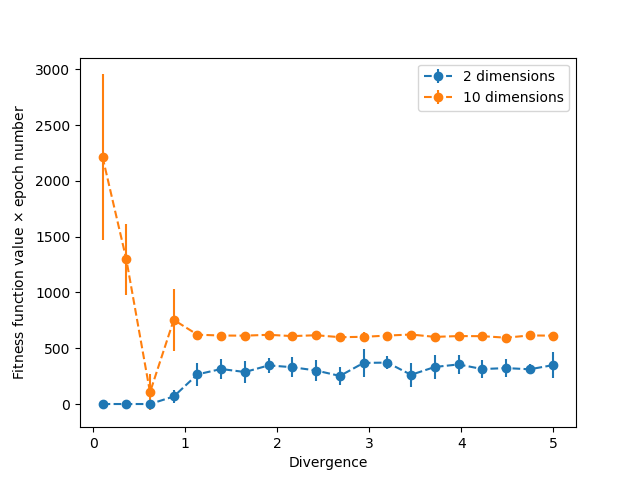 3000
2500
2000
1500
1000
500
0
Fitness function value × epoch number
2 dimensions
10 dimensions
0 1 2 3 4 5
Divergence